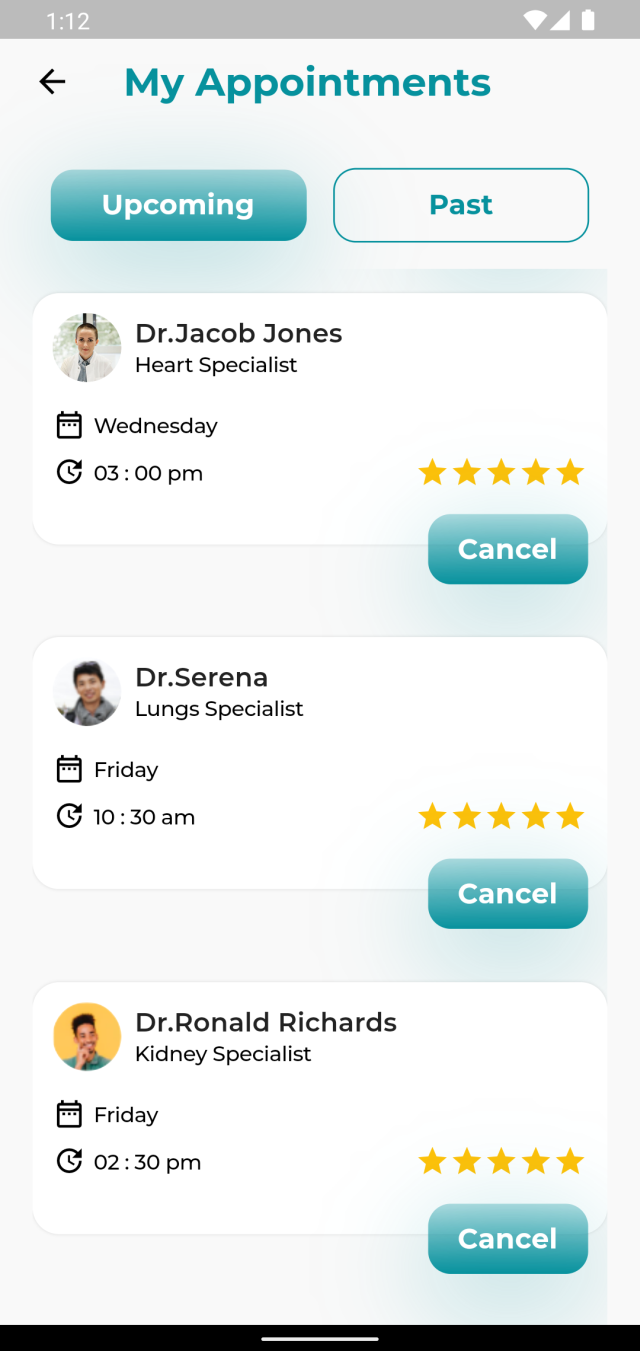 1:12
My Appointments
Upcoming
Past
Dr.Jacob Jones
Heart Specialist
Wednesday
03 : 00 pm
Cancel
Dr.Serena
Lungs Specialist
Friday
10 : 30 am
Cancel
Dr.Ronald Richards
Kidney Specialist
Friday
02 : 30 pm
Cancel